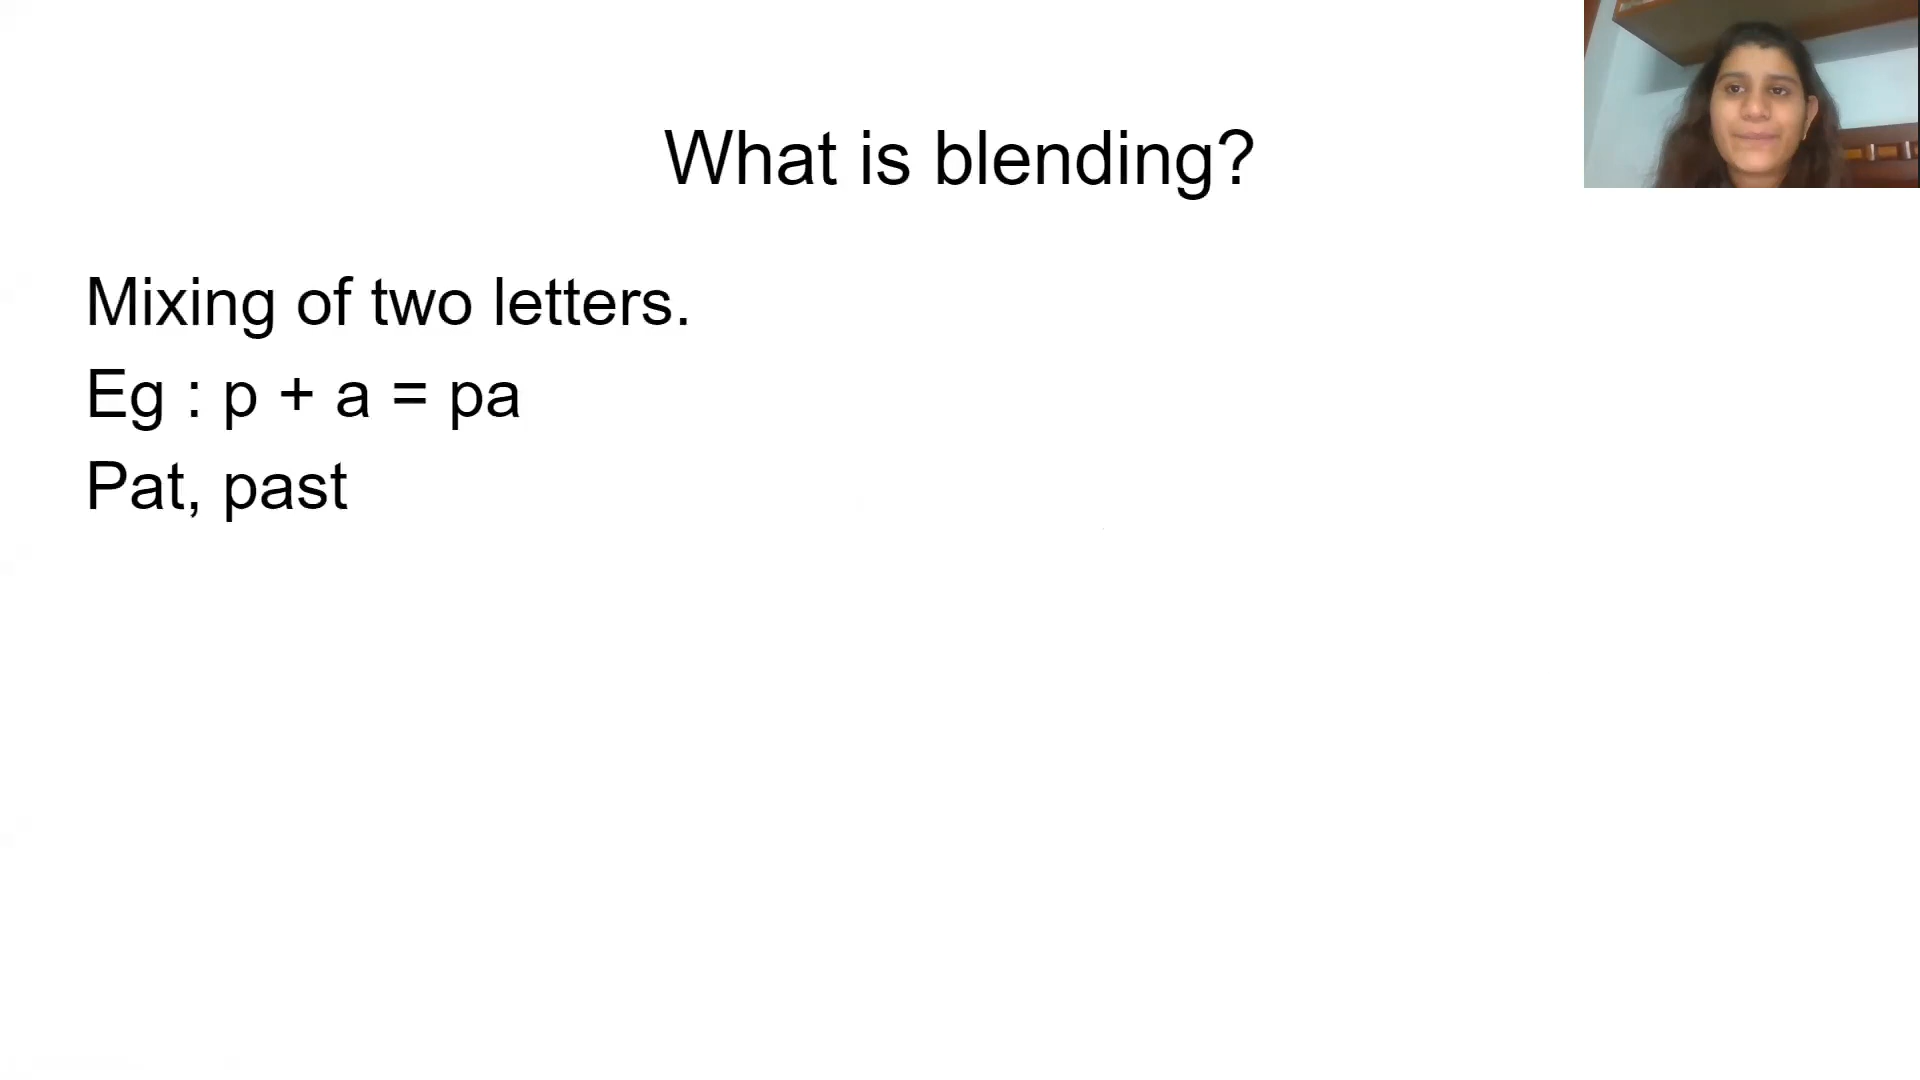 What is blending?
Mixing of two letters.
Eg : p + a = pa
Pat, past